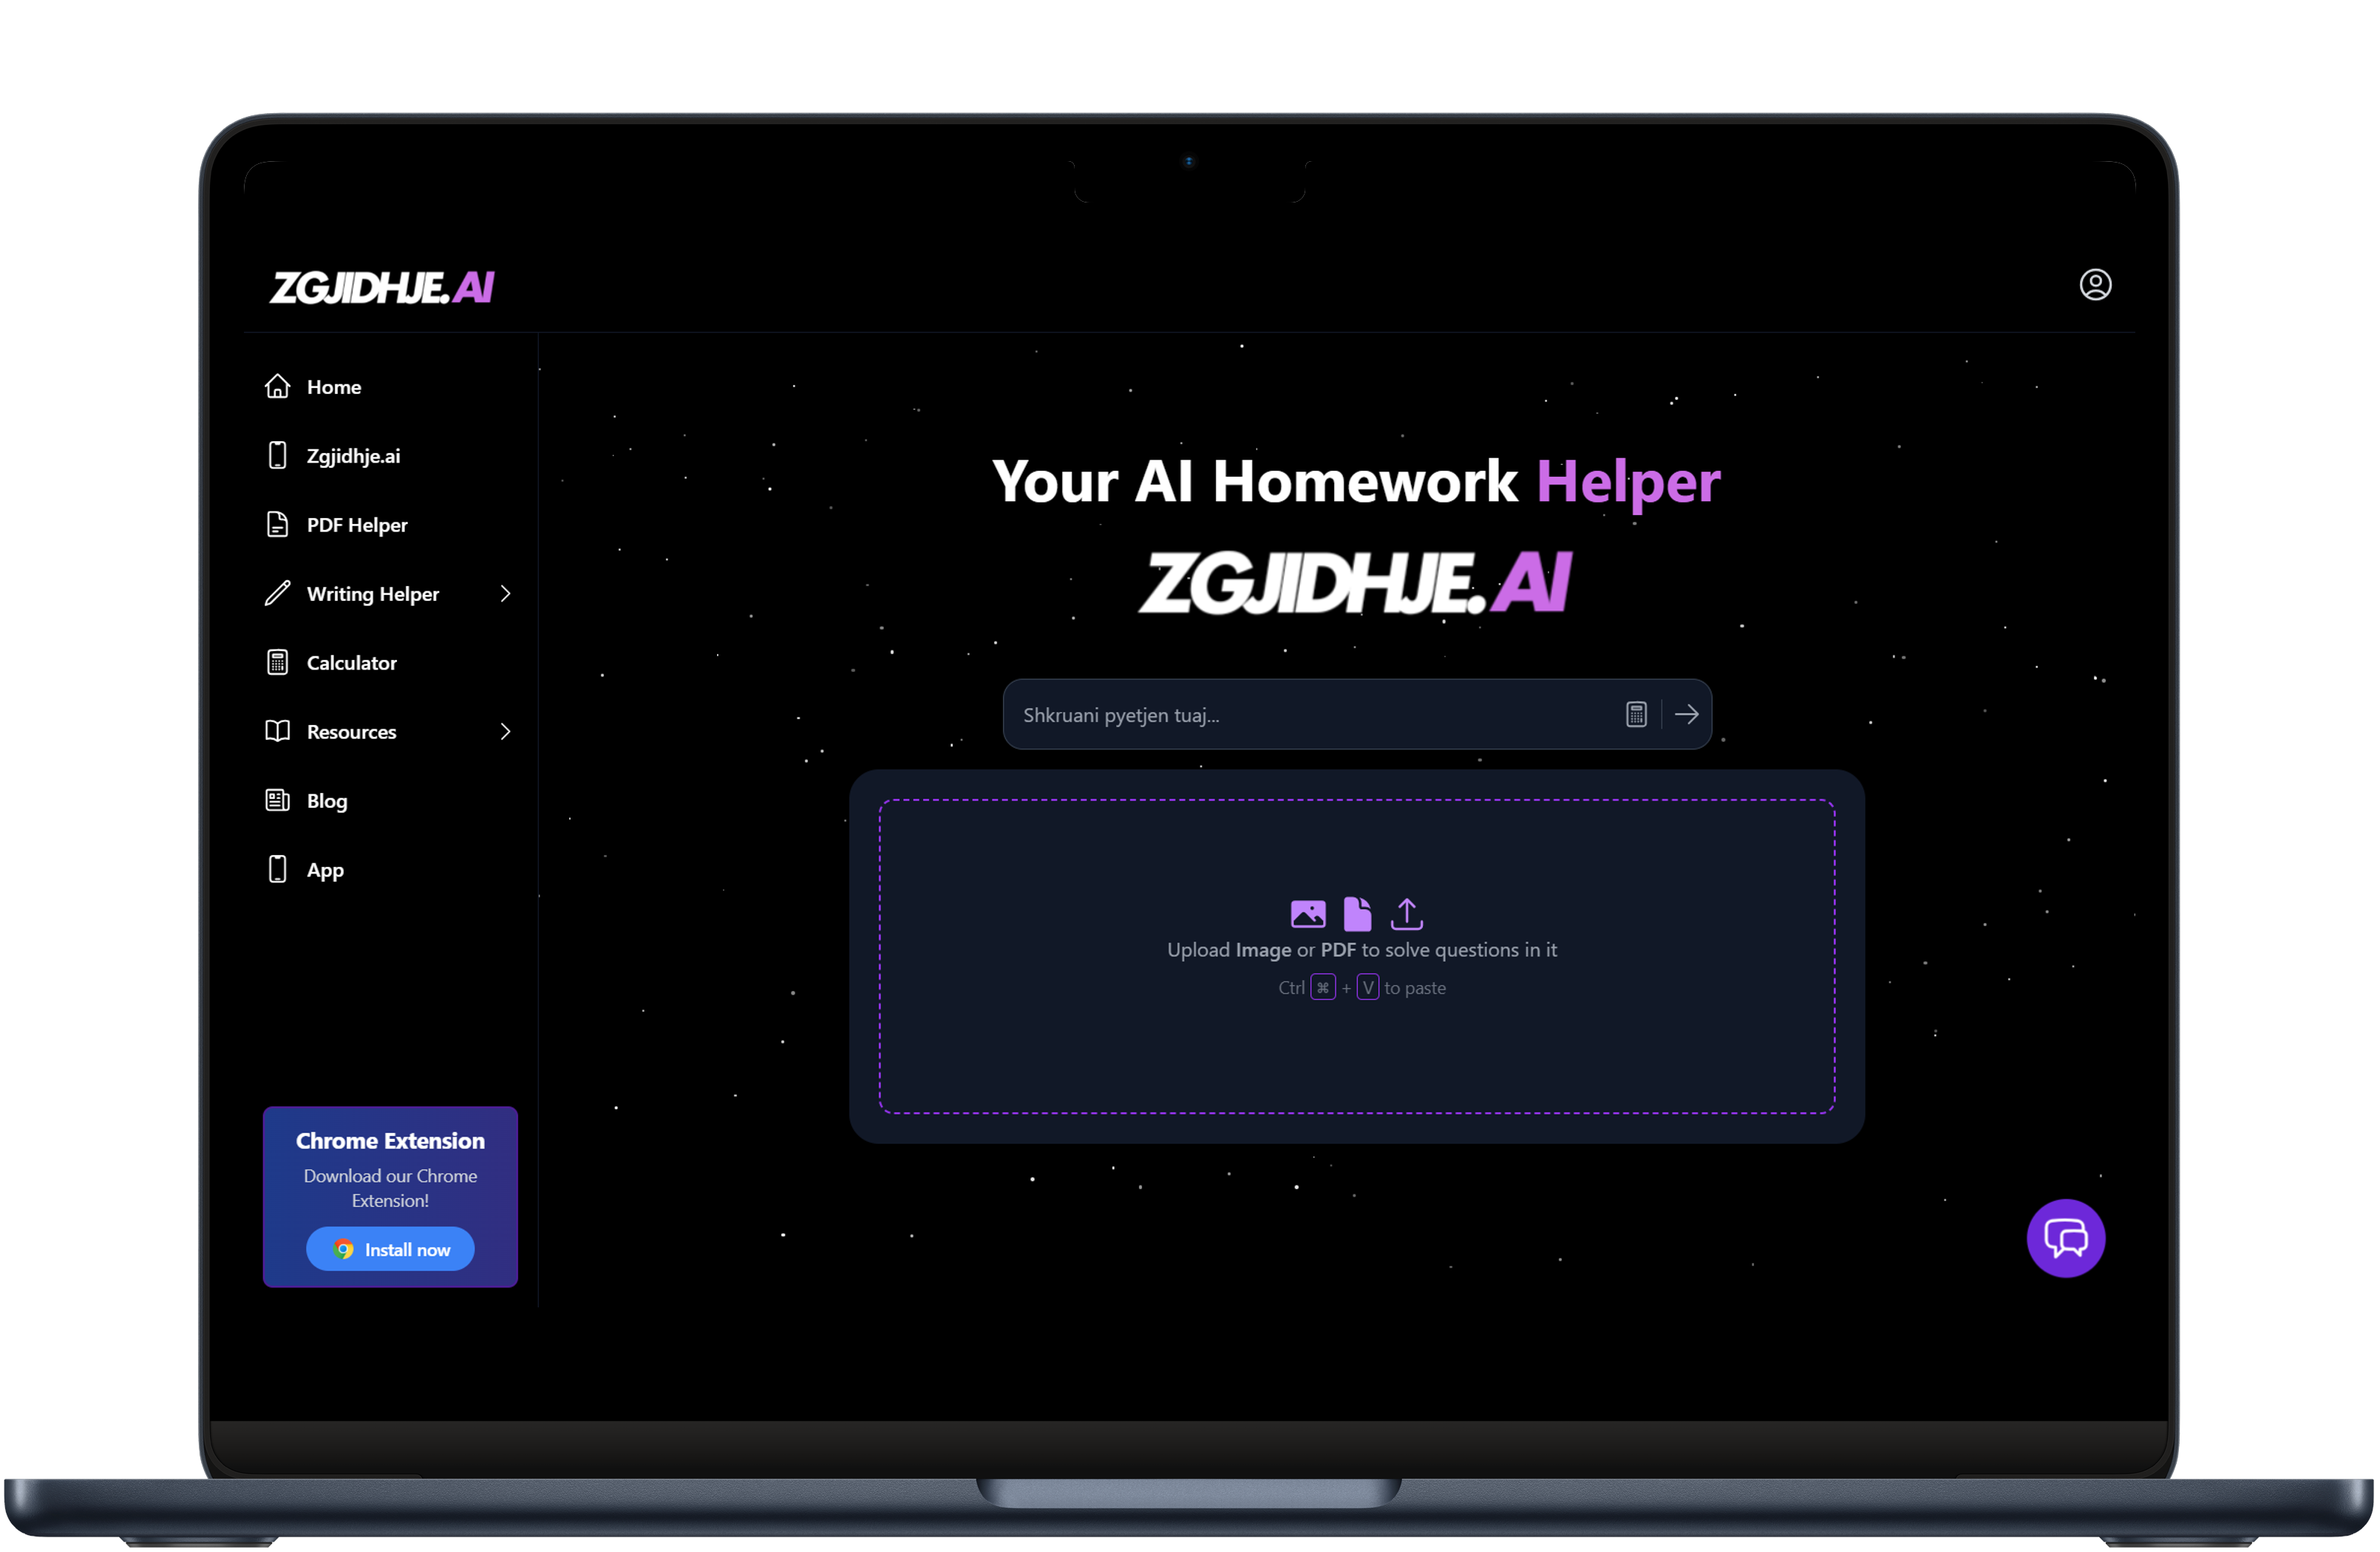 ZGJIDHJE.AI
Home
Zgjidhje.ai
PDF Helper
Writing Helper
Calculator
Resources
Blog
App
Chrome Extension
Download our Chrome
Extension!
Install now
Your AI Homework Helper
ZGJIDHJE.AI
Shkruani pyetjen tuaj...
Upload Image or PDF to solve questions in it
Ctrl ⌘ + V to paste